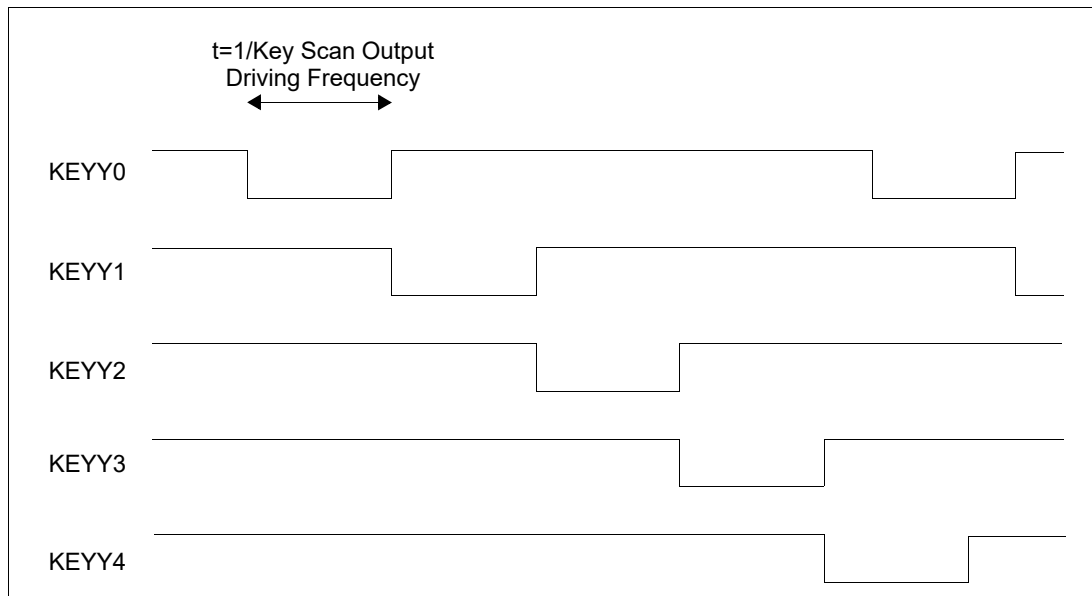 t=1/Key Scan Output
Driving Frequency
KEYY0
KEYY1
KEYY2
KEYY3
KEYY4